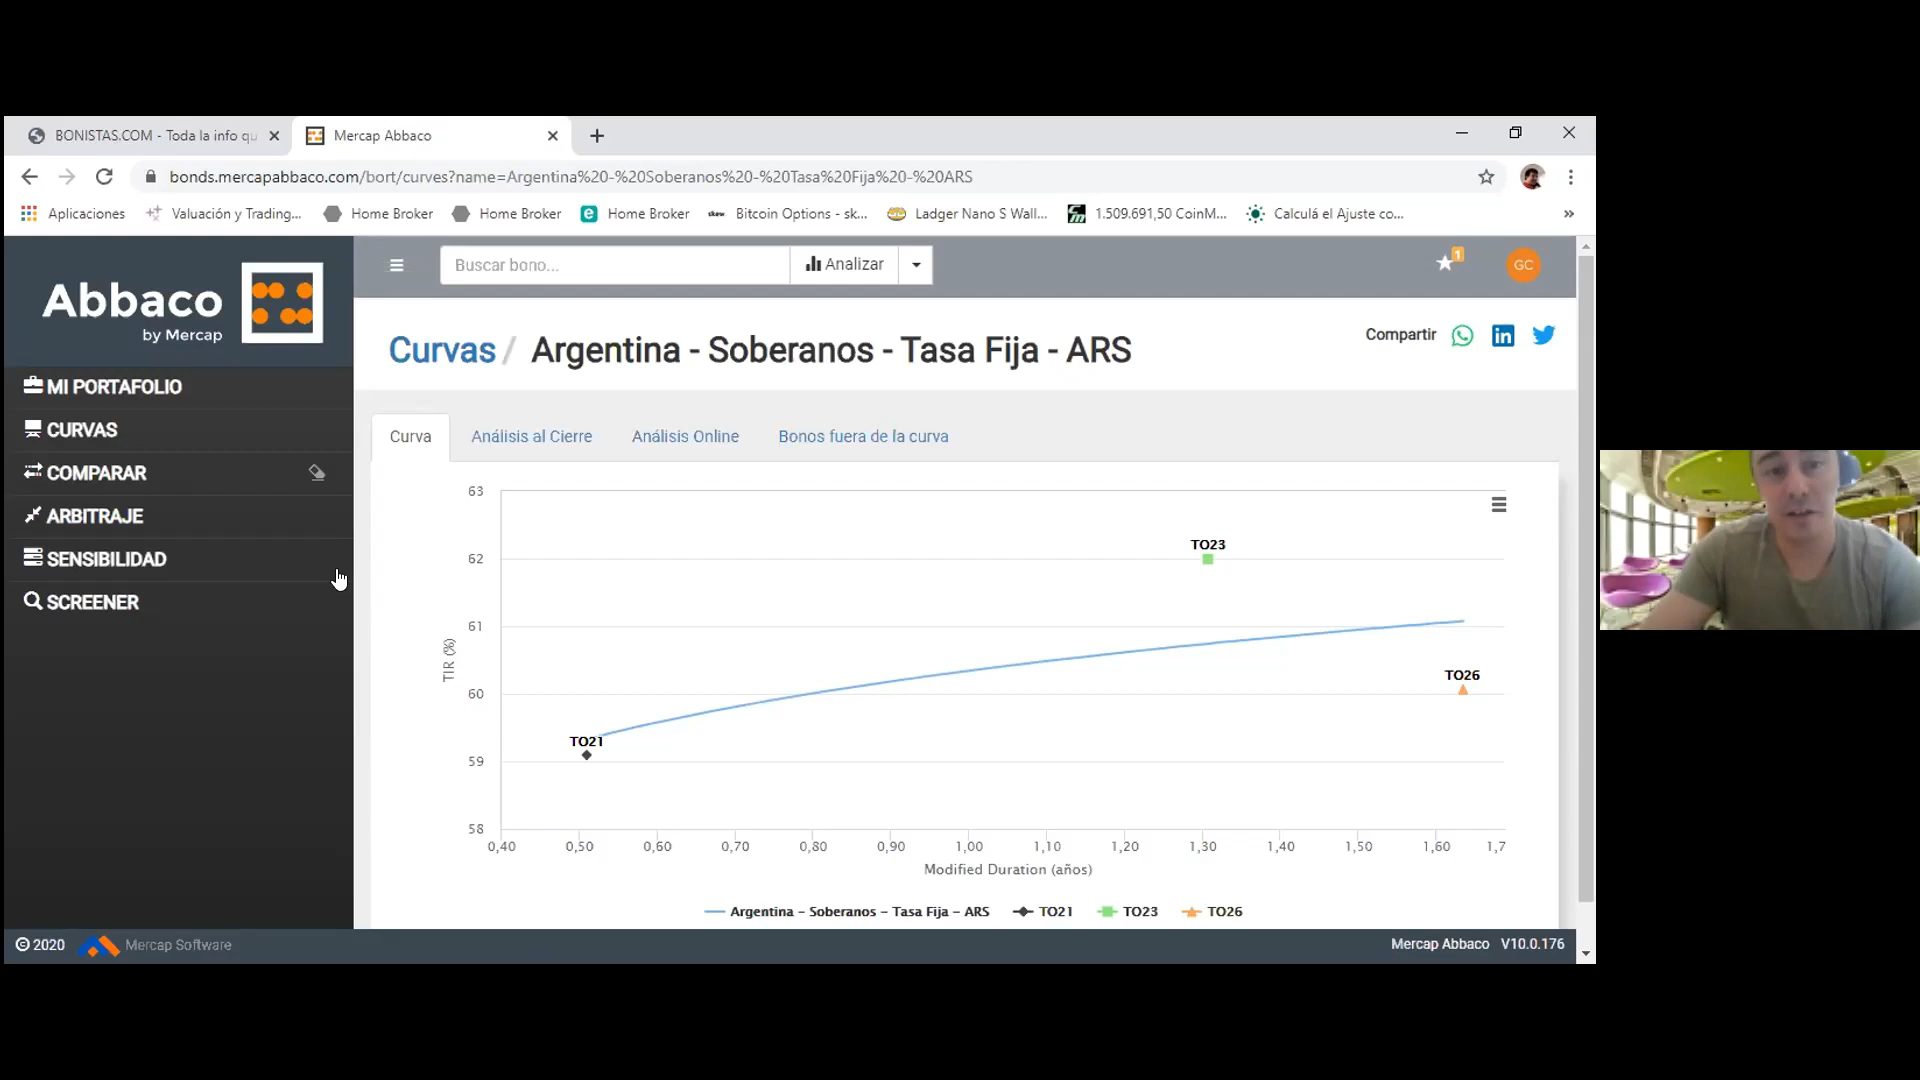 BONISTAS.COM - Toda la info qu
Mercap Abbaco
bonds.mercapabbaco.com/bort/curves?name=Argentina%20-%20Soberanos%20-%20Tasa%20Fija%20-%20ARS
Aplicaciones
Valuación y Trading...
Home Broker
Home Broker
Home Broker
skew
Bitcoin Options - sk...
Ladger Nano S Wall...
1.509.691,50 CoinM...
Calculá el Ajuste co...
»
Abbaco
by Mercap
Buscar bono...
Analizar
1
GC
MI PORTAFOLIO
CURVAS
COMPARAR
ARBITRAJE
SENSIBILIDAD
SCREENER
Curvas / Argentina - Soberanos - Tasa Fija - ARS
Compartir
Curva
Análisis al Cierre
Análisis Online
Bonos fuera de la curva
63
62
61
60
59
58
TIR (%)
TO23
TO26
TO21
0,40 0,50 0,60 0,70 0,80 0,90 1,00 1,10 1,20 1,30 1,40 1,50 1,60 1,7
Modified Duration (años)
Argentina - Soberanos - Tasa Fija - ARS TO21 TO23 TO26
© 2020 Mercap Software
Mercap Abbaco V10.0.176